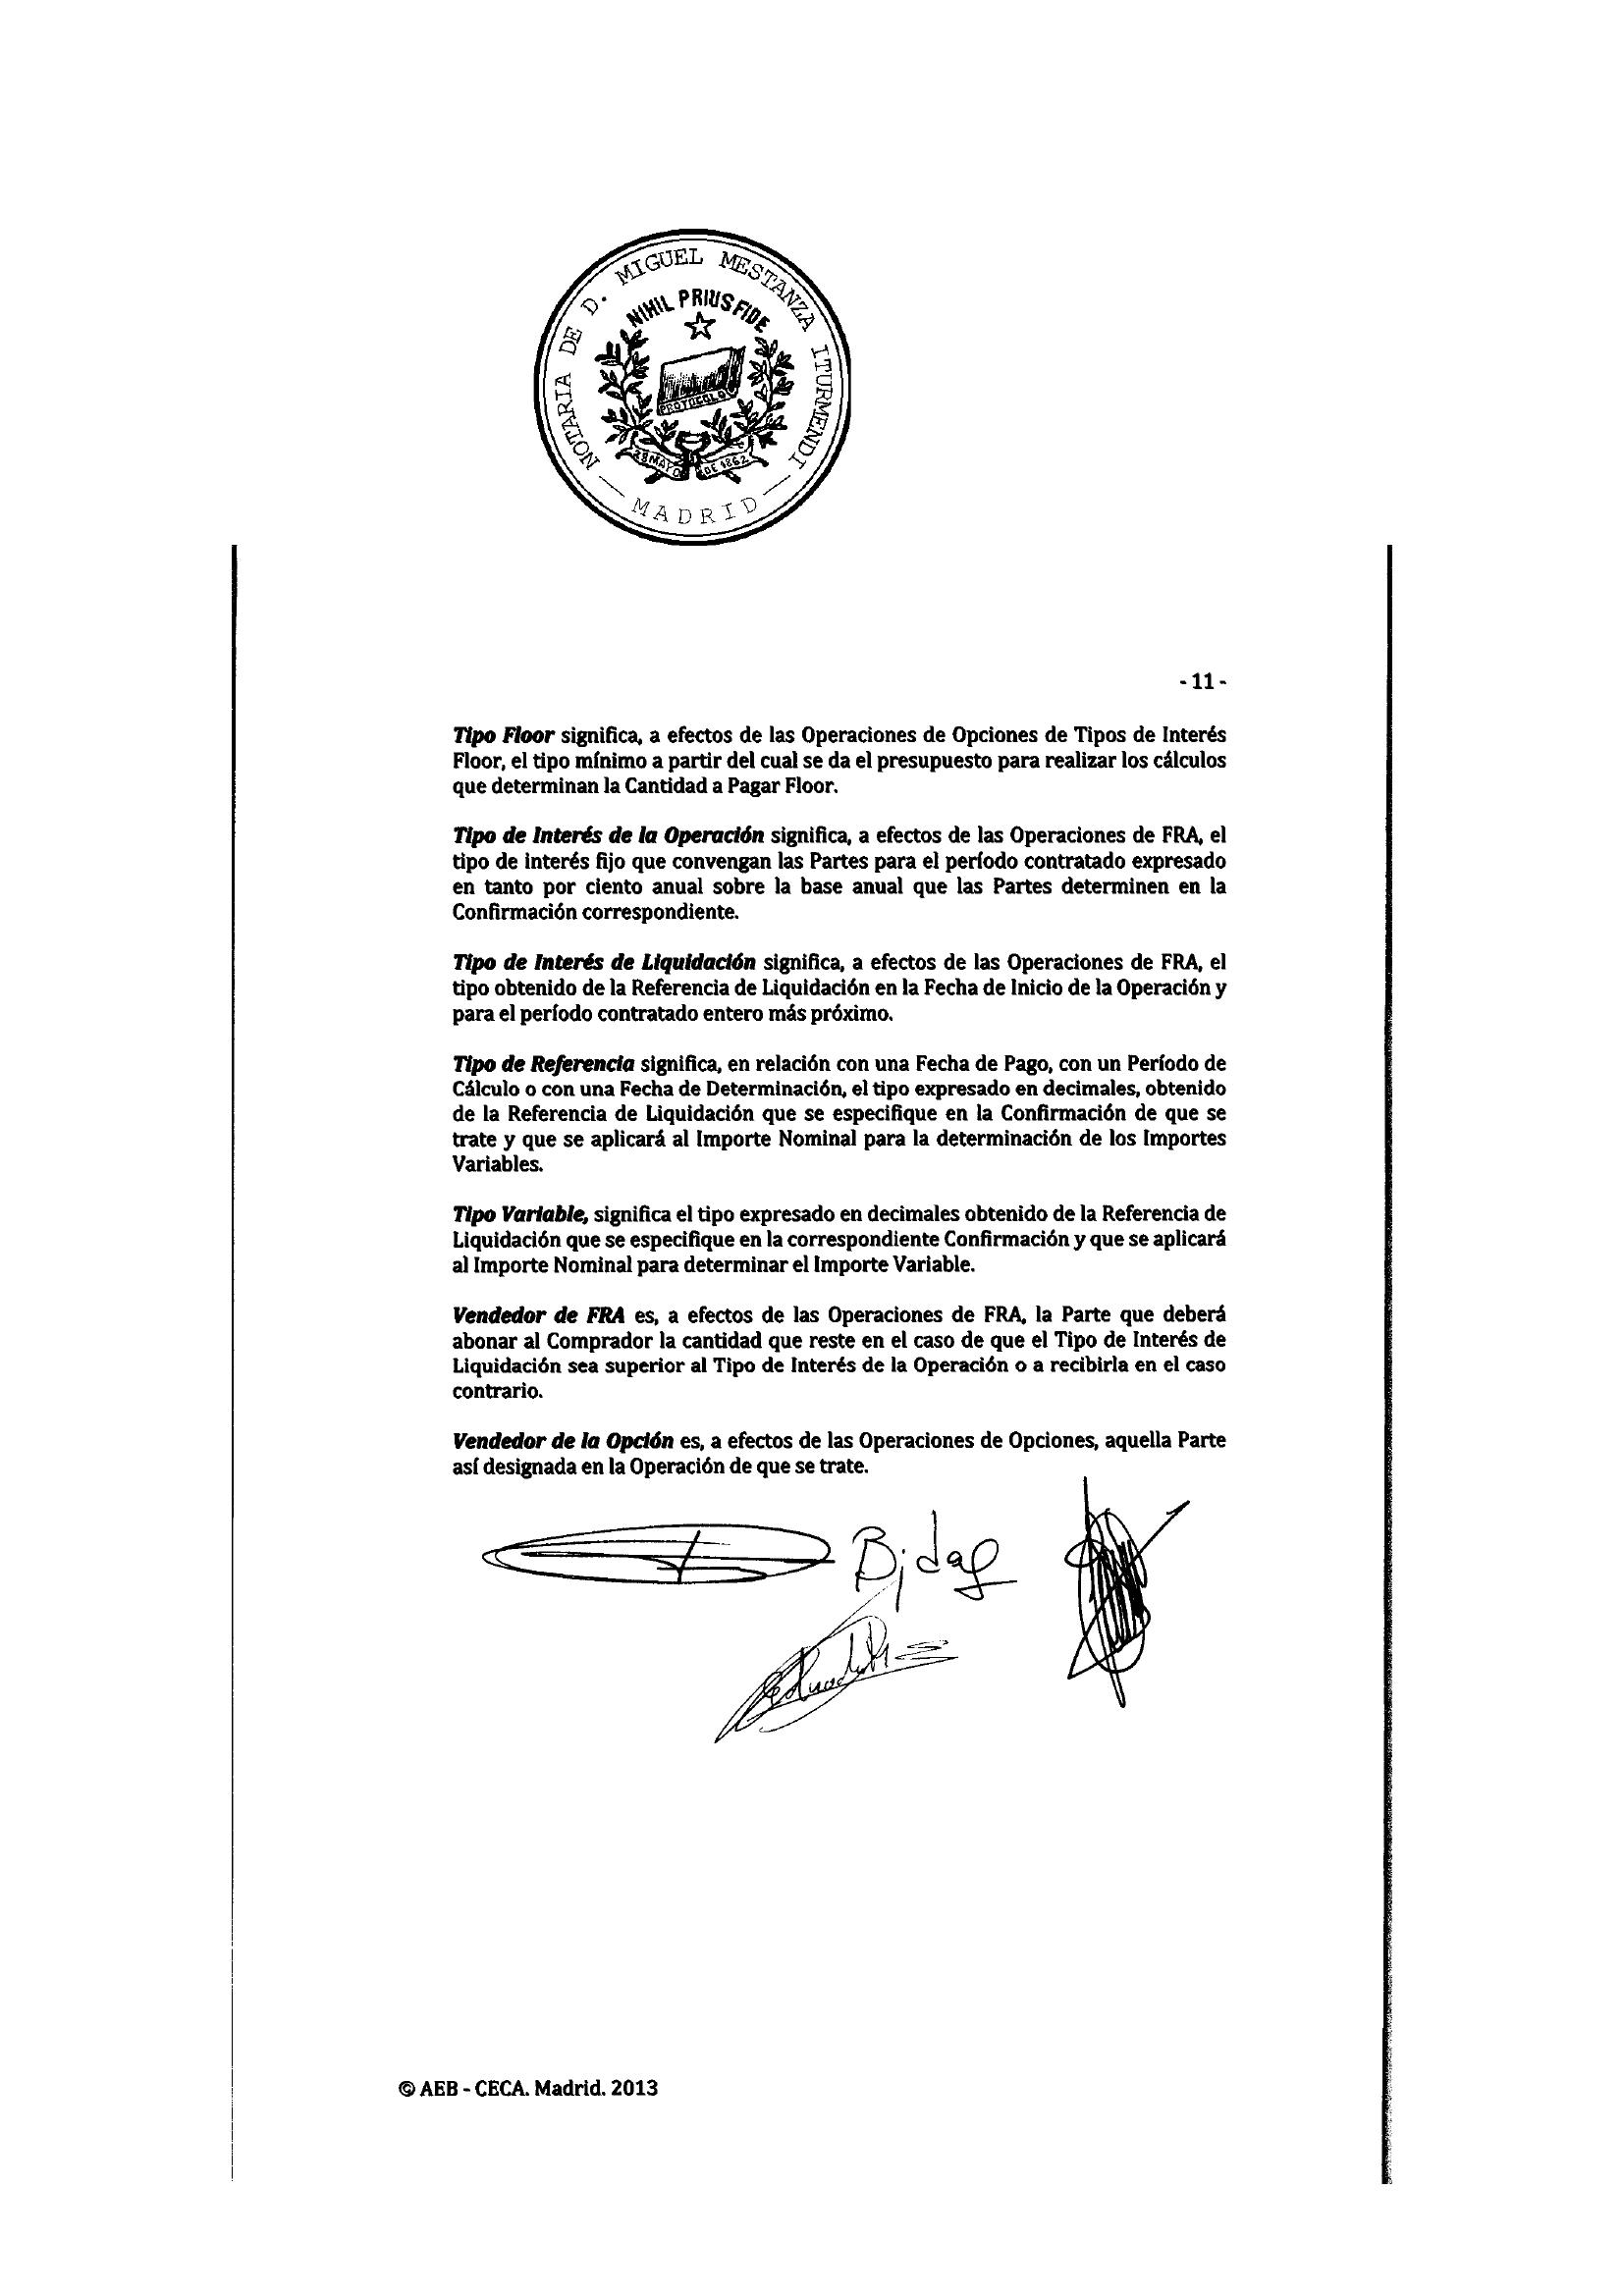 NOTARIA DE D. MIGUEL MESTANZA ITURMENDI
NIHIL PRIUS FIDE
PROTOCOLO
28 MAYO DE 1862
— MADRID —
- 11 -
Tipo Floor significa, a efectos de las Operaciones de Opciones de Tipos de Interés
Floor, el tipo mínimo a partir del cual se da el presupuesto para realizar los cálculos
que determinan la Cantidad a Pagar Floor.
Tipo de Interés de la Operación significa, a efectos de las Operaciones de FRA, el
tipo de interés fijo que convengan las Partes para el período contratado expresado
en tanto por ciento anual sobre la base anual que las Partes determinen en la
Confirmación correspondiente.
Tipo de Interés de Liquidación significa, a efectos de las Operaciones de FRA, el
tipo obtenido de la Referencia de Liquidación en la Fecha de Inicio de la Operación y
para el período contratado entero más próximo.
Tipo de Referencia significa, en relación con una Fecha de Pago, con un Período de
Cálculo o con una Fecha de Determinación, el tipo expresado en decimales, obtenido
de la Referencia de Liquidación que se especifique en la Confirmación de que se
trate y que se aplicará al Importe Nominal para la determinación de los Importes
Variables.
Tipo Variable, significa el tipo expresado en decimales obtenido de la Referencia de
Liquidación que se especifique en la correspondiente Confirmación y que se aplicará
al Importe Nominal para determinar el Importe Variable.
Vendedor de FRA es, a efectos de las Operaciones de FRA, la Parte que deberá
abonar al Comprador la cantidad que reste en el caso de que el Tipo de Interés de
Liquidación sea superior al Tipo de Interés de la Operación o a recibirla en el caso
contrario.
Vendedor de la Opción es, a efectos de las Operaciones de Opciones, aquella Parte
así designada en la Operación de que se trate.
© AEB - CECA. Madrid. 2013